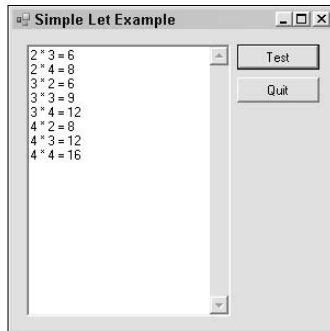 Simple Let Example
2 * 3 = 6
2 * 4 = 8
3 * 2 = 6
3 * 3 = 9
3 * 4 = 12
4 * 2 = 8
4 * 3 = 12
4 * 4 = 16
Test
Quit